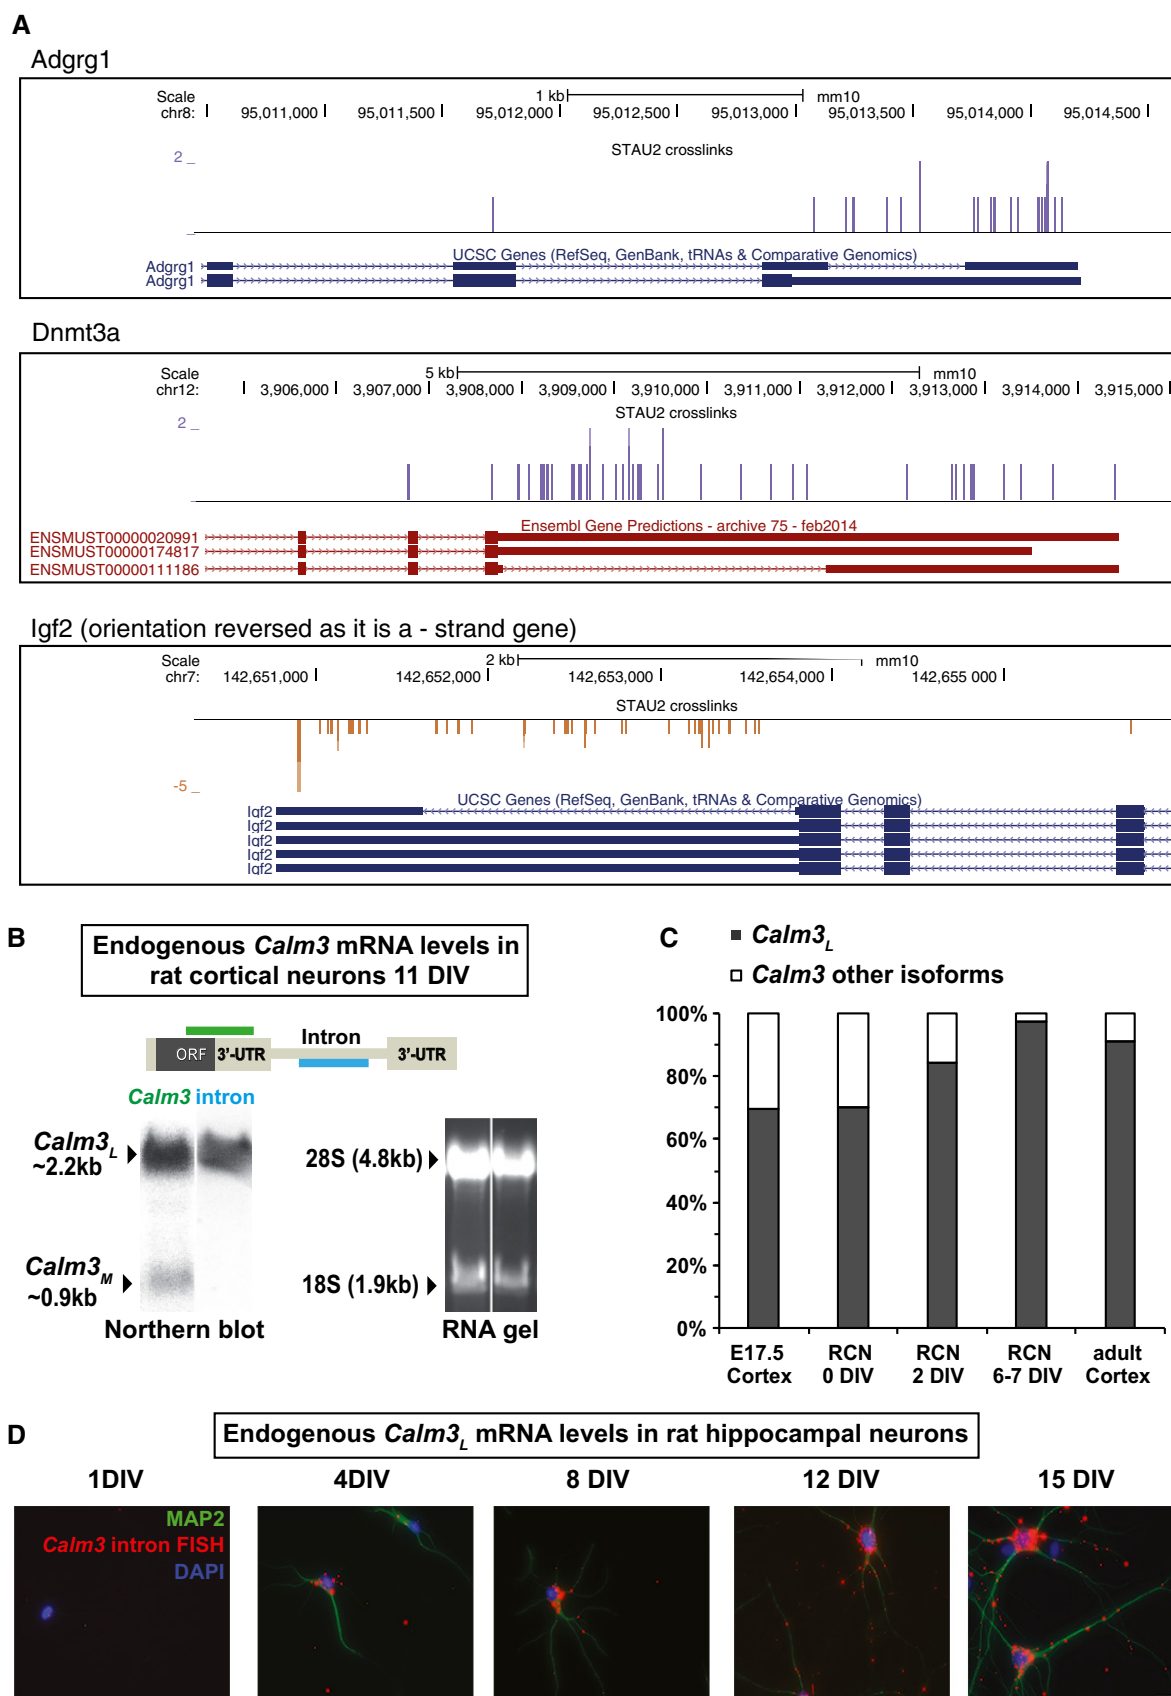 A
Adgrg1
Scale 1 kb mm10
chr8: 95,011,000 95,011,500 95,012,000 95,012,500 95,013,000 95,013,500 95,014,000 95,014,500
STAU2 crosslinks
2 _
_
UCSC Genes (RefSeq, GenBank, tRNAs & Comparative Genomics)
Adgrg1
Adgrg1
Dnmt3a
Scale 5 kb mm10
chr12: 3,906,000 3,907,000 3,908,000 3,909,000 3,910,000 3,911,000 3,912,000 3,913,000 3,914,000 3,915,000
STAU2 crosslinks
2 _
Ensembl Gene Predictions - archive 75 - feb2014
ENSMUST00000020991
ENSMUST00000174817
ENSMUST00000111186
Igf2 (orientation reversed as it is a - strand gene)
Scale 2 kb mm10
chr7: 142,651,000 142,652,000 142,653,000 142,654,000 142,655 000
STAU2 crosslinks
-5 _
UCSC Genes (RefSeq, GenBank, tRNAs & Comparative Genomics)
Igf2
Igf2
Igf2
Igf2
Igf2
B
Endogenous Calm3 mRNA levels in
rat cortical neurons 11 DIV
ORF 3'-UTR Intron 3'-UTR
Calm3 intron
Calm3L
~2.2kb
Calm3M
~0.9kb
Northern blot
28S (4.8kb)
18S (1.9kb)
RNA gel
C
Calm3L
Calm3 other isoforms
100%
80%
60%
40%
20%
0%
E17.5 Cortex
RCN 0 DIV
RCN 2 DIV
RCN 6-7 DIV
adult Cortex
D
Endogenous Calm3L mRNA levels in rat hippocampal neurons
1DIV 4DIV 8 DIV 12 DIV 15 DIV
MAP2
Calm3 intron FISH
DAPI